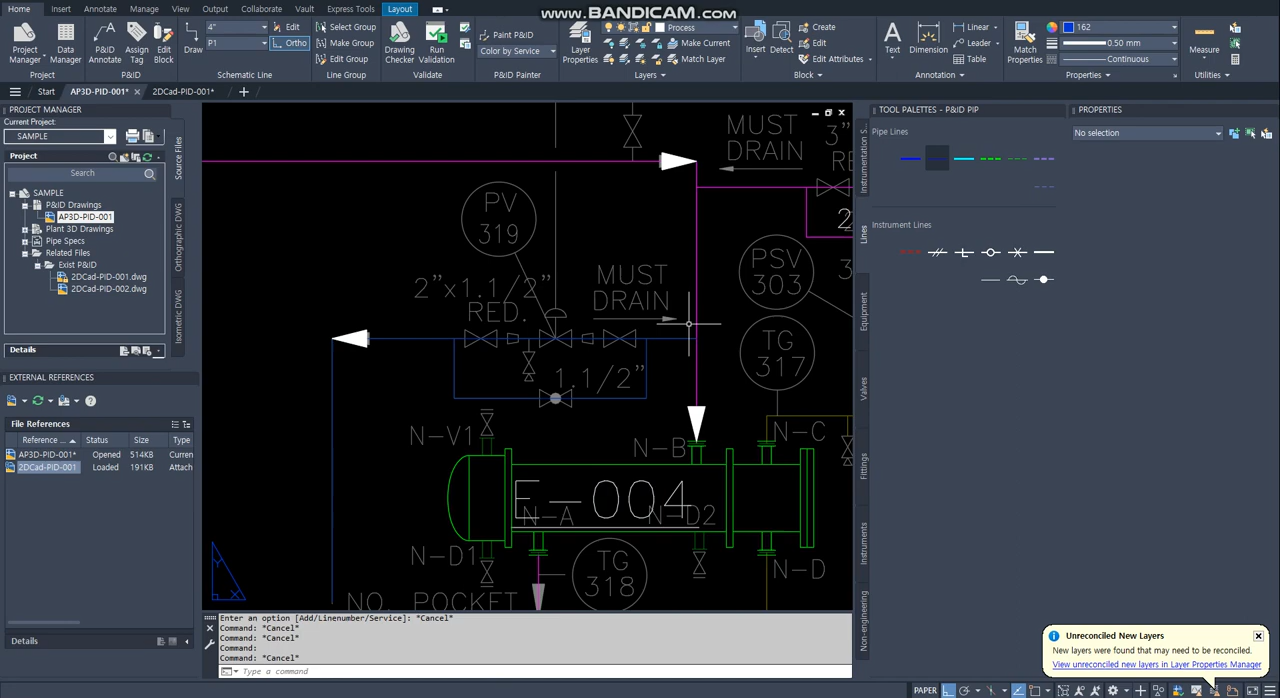 www.BANDICAM.com
Home Insert Annotate Manage View Output Collaborate Vault Express Tools Layout
Project Manager
Data Manager
Project
P&ID Annotate
Assign Tag
Edit Block
P&ID
Draw
4"
P1
Edit
Ortho
Schematic Line
Select Group
Make Group
Edit Group
Line Group
Drawing Checker
Run Validation
Validate
Paint P&ID
Color by Service
P&ID Painter
Layer Properties
Process
Make Current
Match Layer
Layers
Insert
Detect
Create
Edit
Edit Attributes
Block
Text
Dimension
Linear
Leader
Table
Annotation
Match Properties
162
0.50 mm
Continuous
Properties
Measure
Utilities
Start AP3D-PID-001* 2DCad-PID-001*
PROJECT MANAGER
Current Project:
SAMPLE
Project
Search
SAMPLE
P&ID Drawings
AP3D-PID-001
Plant 3D Drawings
Pipe Specs
Related Files
Exist P&ID
2DCad-PID-001.dwg
2DCad-PID-002.dwg
Details
Source Files
Orthographic DWG
Isometric DWG
EXTERNAL REFERENCES
File References
Reference ... Status Size Type
AP3D-PID-001* Opened 514KB Curren
2DCad-PID-001 Loaded 191KB Attach
Details
MUST
DRAIN
3"
RE
PV
319
2"x1.1/2"
RED.
MUST
DRAIN
PSV
303
2
3
TG
317
1.1/2"
N-V1
N-B
N-C
E-004
N-A
N-D2
N-D1
TG
318
N-D
NO POCKET
Y
X
Enter an option [Add/Linenumber/Service]: *Cancel*
Command: *Cancel*
Command: *Cancel*
Command:
Command: *Cancel*
Type a command
TOOL PALETTES - P&ID PIP
Pipe Lines
Instrument Lines
Instrumentation S...
Lines
Equipment
Valves
Fittings
Instruments
Non-engineering
PROPERTIES
No selection
Unreconciled New Layers
New layers were found that may need to be reconciled.
View unreconciled new layers in Layer Properties Manager
PAPER